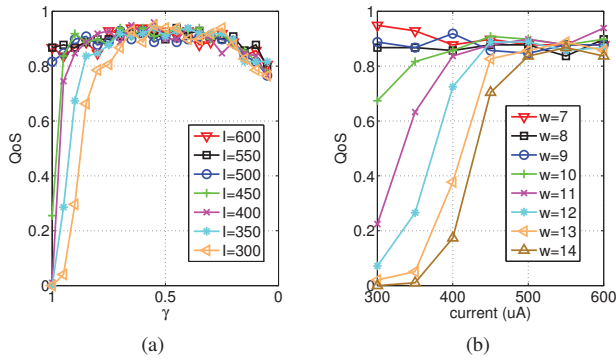 QoS
1
0.8
0.6
0.4
0.2
0
1
0.5
0
γ
I=600
I=550
I=500
I=450
I=400
I=350
I=300
(a)
QoS
1
0.8
0.6
0.4
0.2
0
300
400
500
600
current (uA)
w=7
w=8
w=9
w=10
w=11
w=12
w=13
w=14
(b)